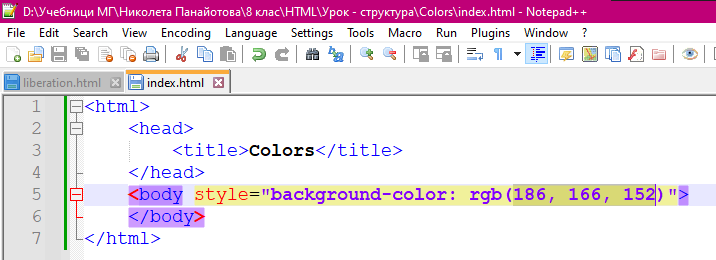 D:\Учебници МГ\Николета Панайотова\8 клас\HTML\Урок - структура\Colors\index.html - Notepad++
File Edit Search View Encoding Language Settings Tools Macro Run Plugins Window ?
liberation.html index.html
1 <html>
2 <head>
3 <title>Colors</title>
4 </head>
5 <body style="background-color: rgb(186, 166, 152)">
6 </body>
7 </html>